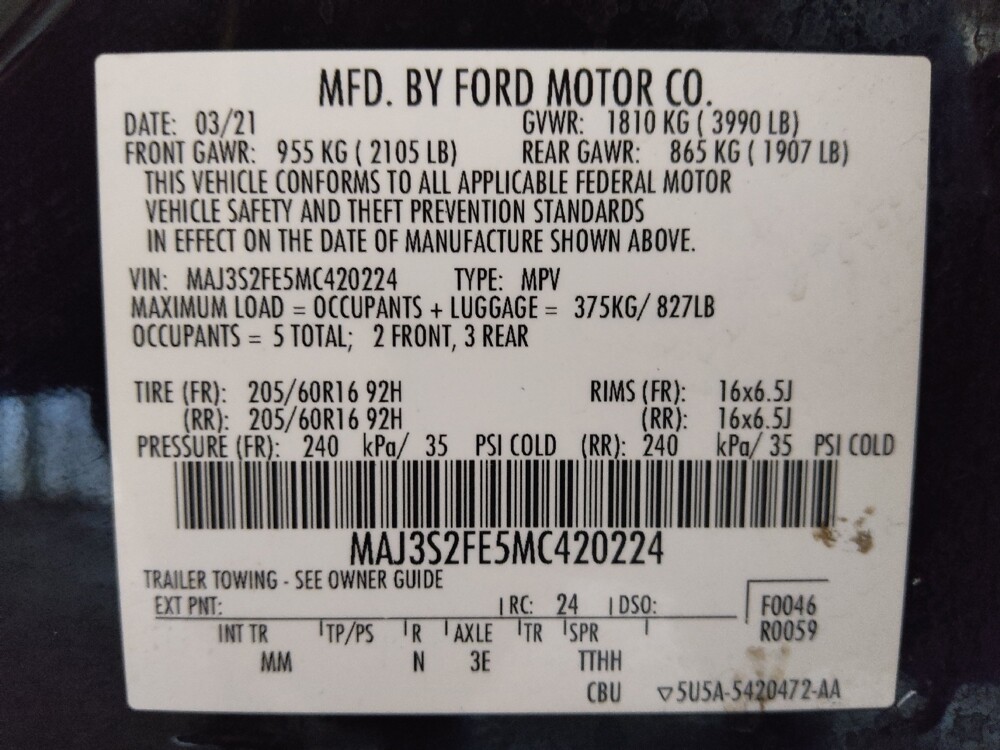 MFD. BY FORD MOTOR CO.
DATE: 03/21 GVWR: 1810 KG ( 3990 LB)
FRONT GAWR: 955 KG ( 2105 LB) REAR GAWR: 865 KG ( 1907 LB)
THIS VEHICLE CONFORMS TO ALL APPLICABLE FEDERAL MOTOR
VEHICLE SAFETY AND THEFT PREVENTION STANDARDS
IN EFFECT ON THE DATE OF MANUFACTURE SHOWN ABOVE.
VIN: MAJ3S2FE5MC420224 TYPE: MPV
MAXIMUM LOAD = OCCUPANTS + LUGGAGE = 375KG/ 827LB
OCCUPANTS = 5 TOTAL; 2 FRONT, 3 REAR
TIRE (FR): 205/60R16 92H RIMS (FR): 16x6.5J
(RR): 205/60R16 92H (RR): 16x6.5J
PRESSURE (FR): 240 kPa/ 35 PSI COLD (RR): 240 kPa/ 35 PSI COLD
MAJ3S2FE5MC420224
TRAILER TOWING - SEE OWNER GUIDE
EXT PNT: RC: 24 DSO: F0046
INT TR TP/PS R AXLE TR SPR R0059
MM N 3E TTHH
CBU ▽5U5A-5420472-AA